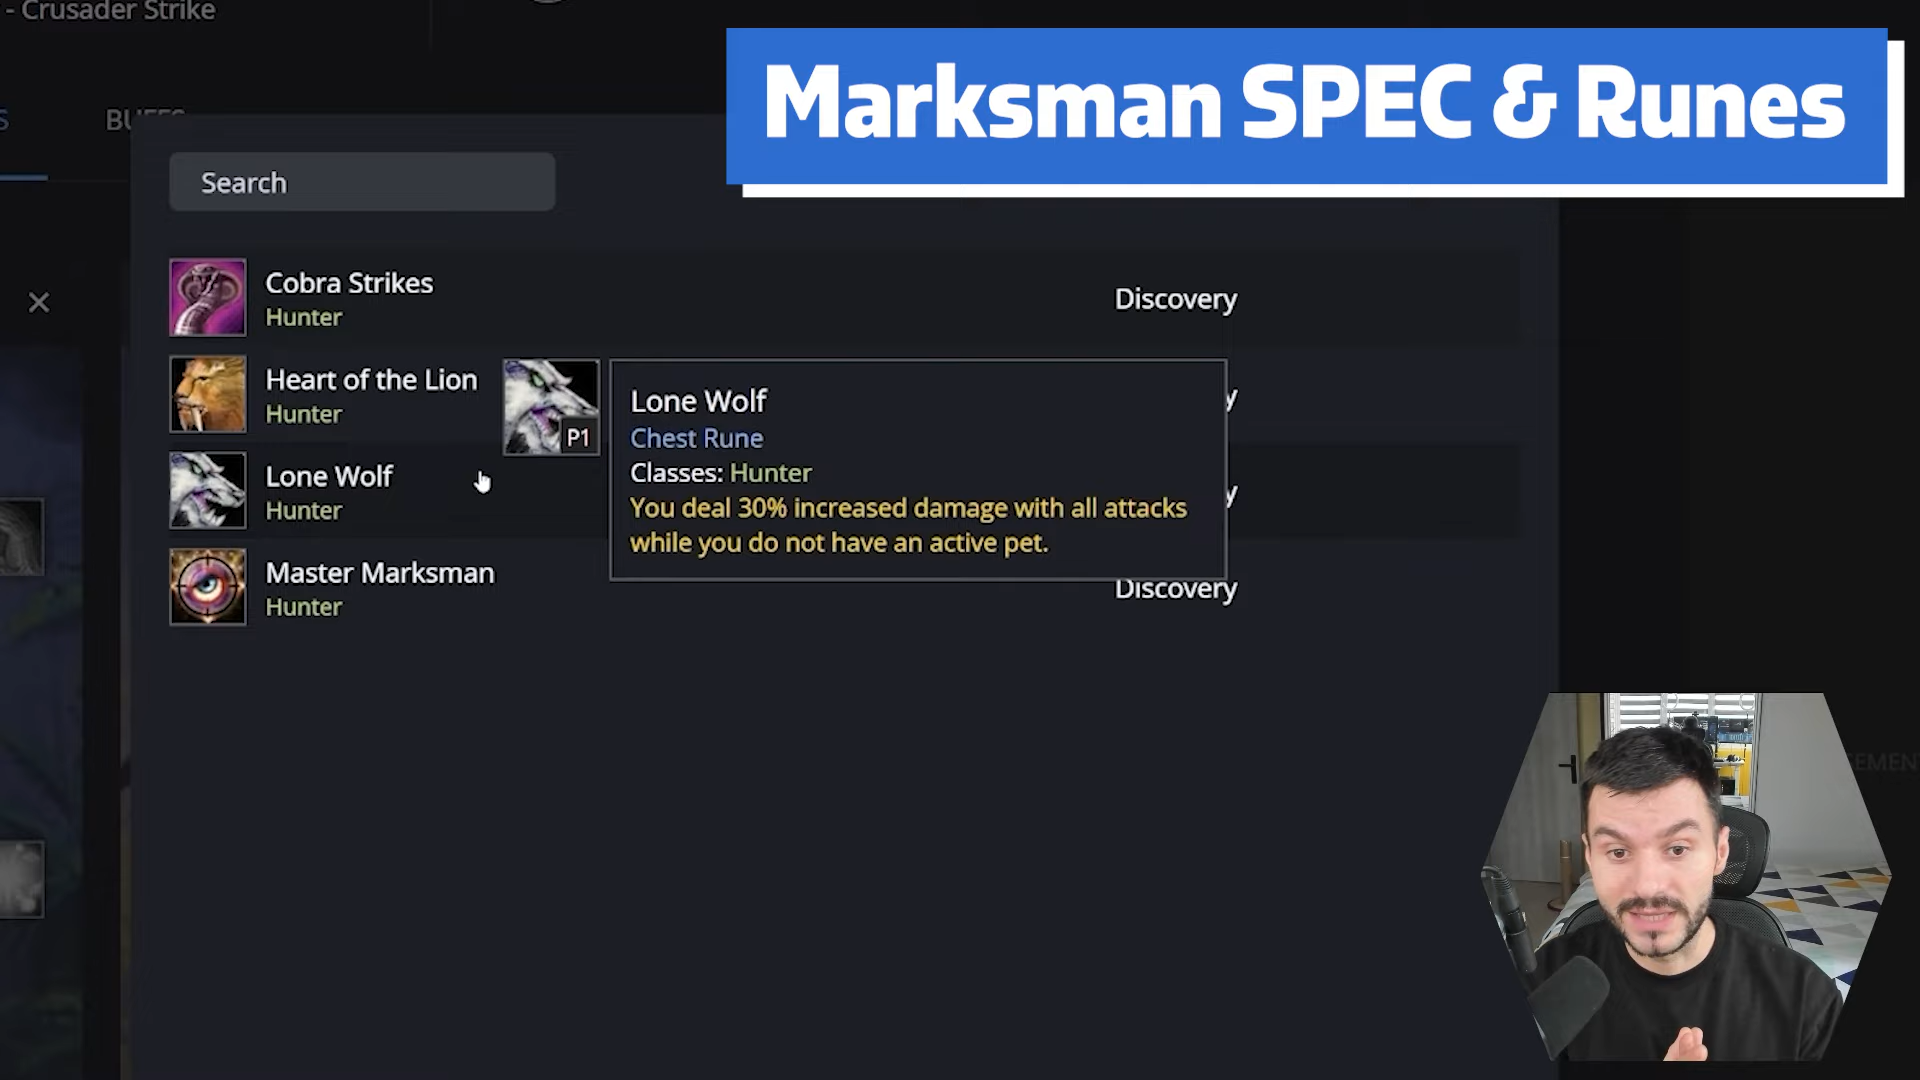 - Crusader Strike
Marksman SPEC & Runes
S
BUFFS
Search
Cobra Strikes
Hunter
Discovery
Heart of the Lion
Hunter
y
P1
Lone Wolf
Chest Rune
Classes: Hunter
You deal 30% increased damage with all attacks
while you do not have an active pet.
Lone Wolf
Hunter
y
Master Marksman
Hunter
Discovery